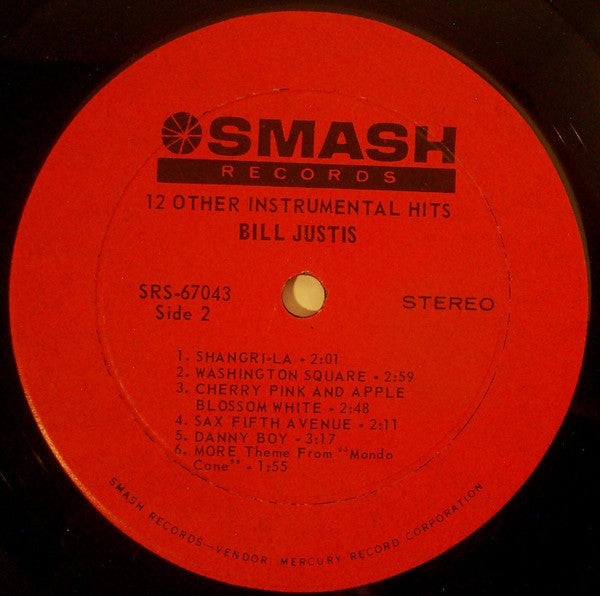 SMASH
RECORDS
12 OTHER INSTRUMENTAL HITS
BILL JUSTIS
SRS-67043
Side 2
STEREO
1. SHANGRI-LA - 2:01
2. WASHINGTON SQUARE - 2:59
3. CHERRY PINK AND APPLE
BLOSSOM WHITE - 2:48
4. SAX FIFTH AVENUE - 2:11
5. DANNY BOY - 3:17
6. MORE Theme From "Mondo
Cane" - 1:55
SMASH RECORDS—VENDOR: MERCURY RECORD CORPORATION